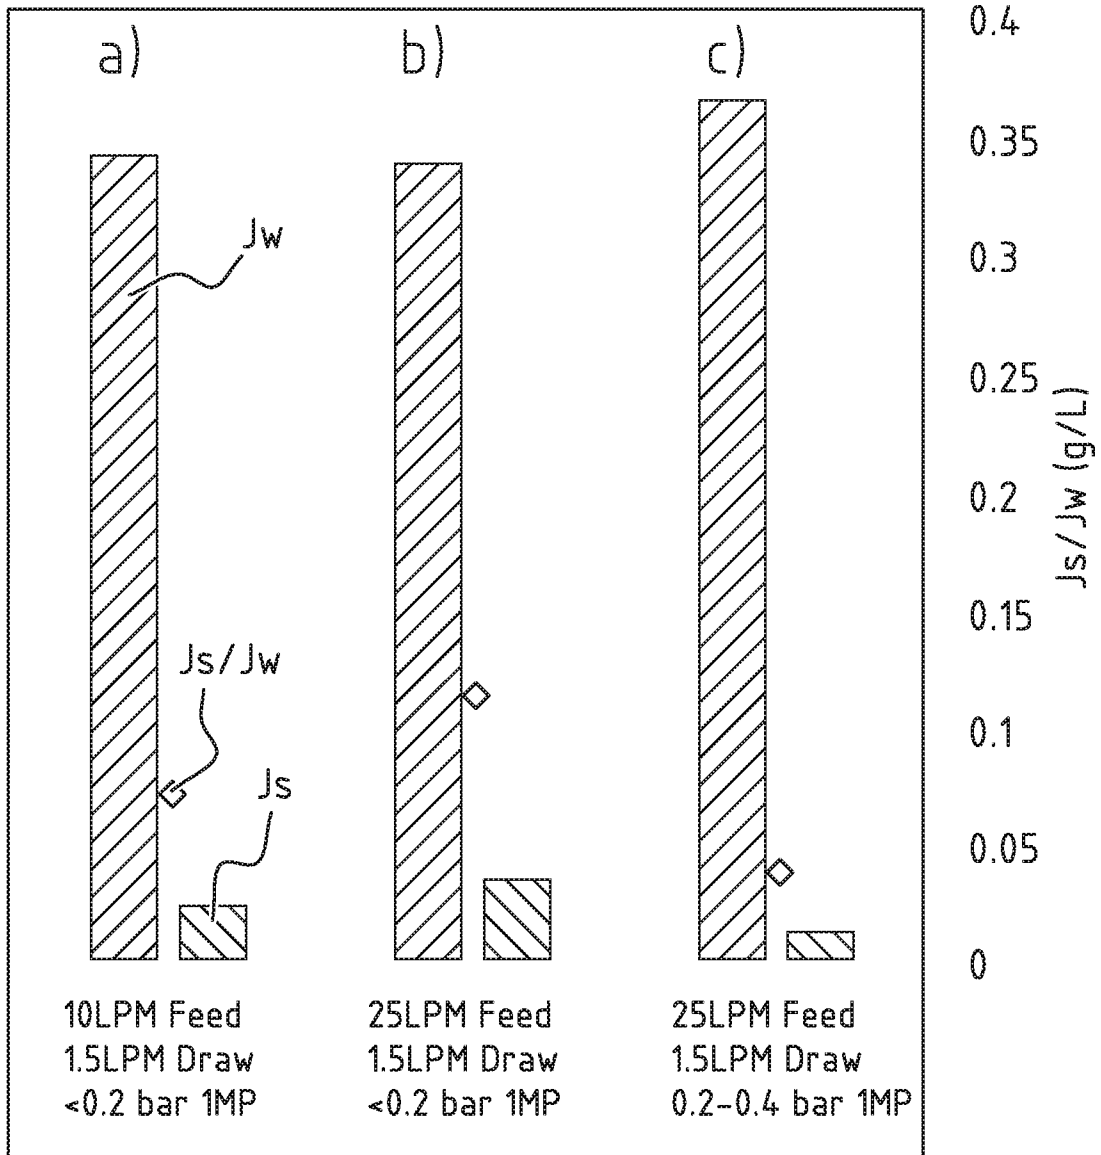 a)
b)
c)
Jw
Js/Jw
Js
10LPM Feed
1.5LPM Draw
<0.2 bar 1MP
25LPM Feed
1.5LPM Draw
<0.2 bar 1MP
25LPM Feed
1.5LPM Draw
0.2-0.4 bar 1MP
0.4
0.35
0.3
0.25
0.2
0.15
0.1
0.05
0
Js/Jw (g/L)